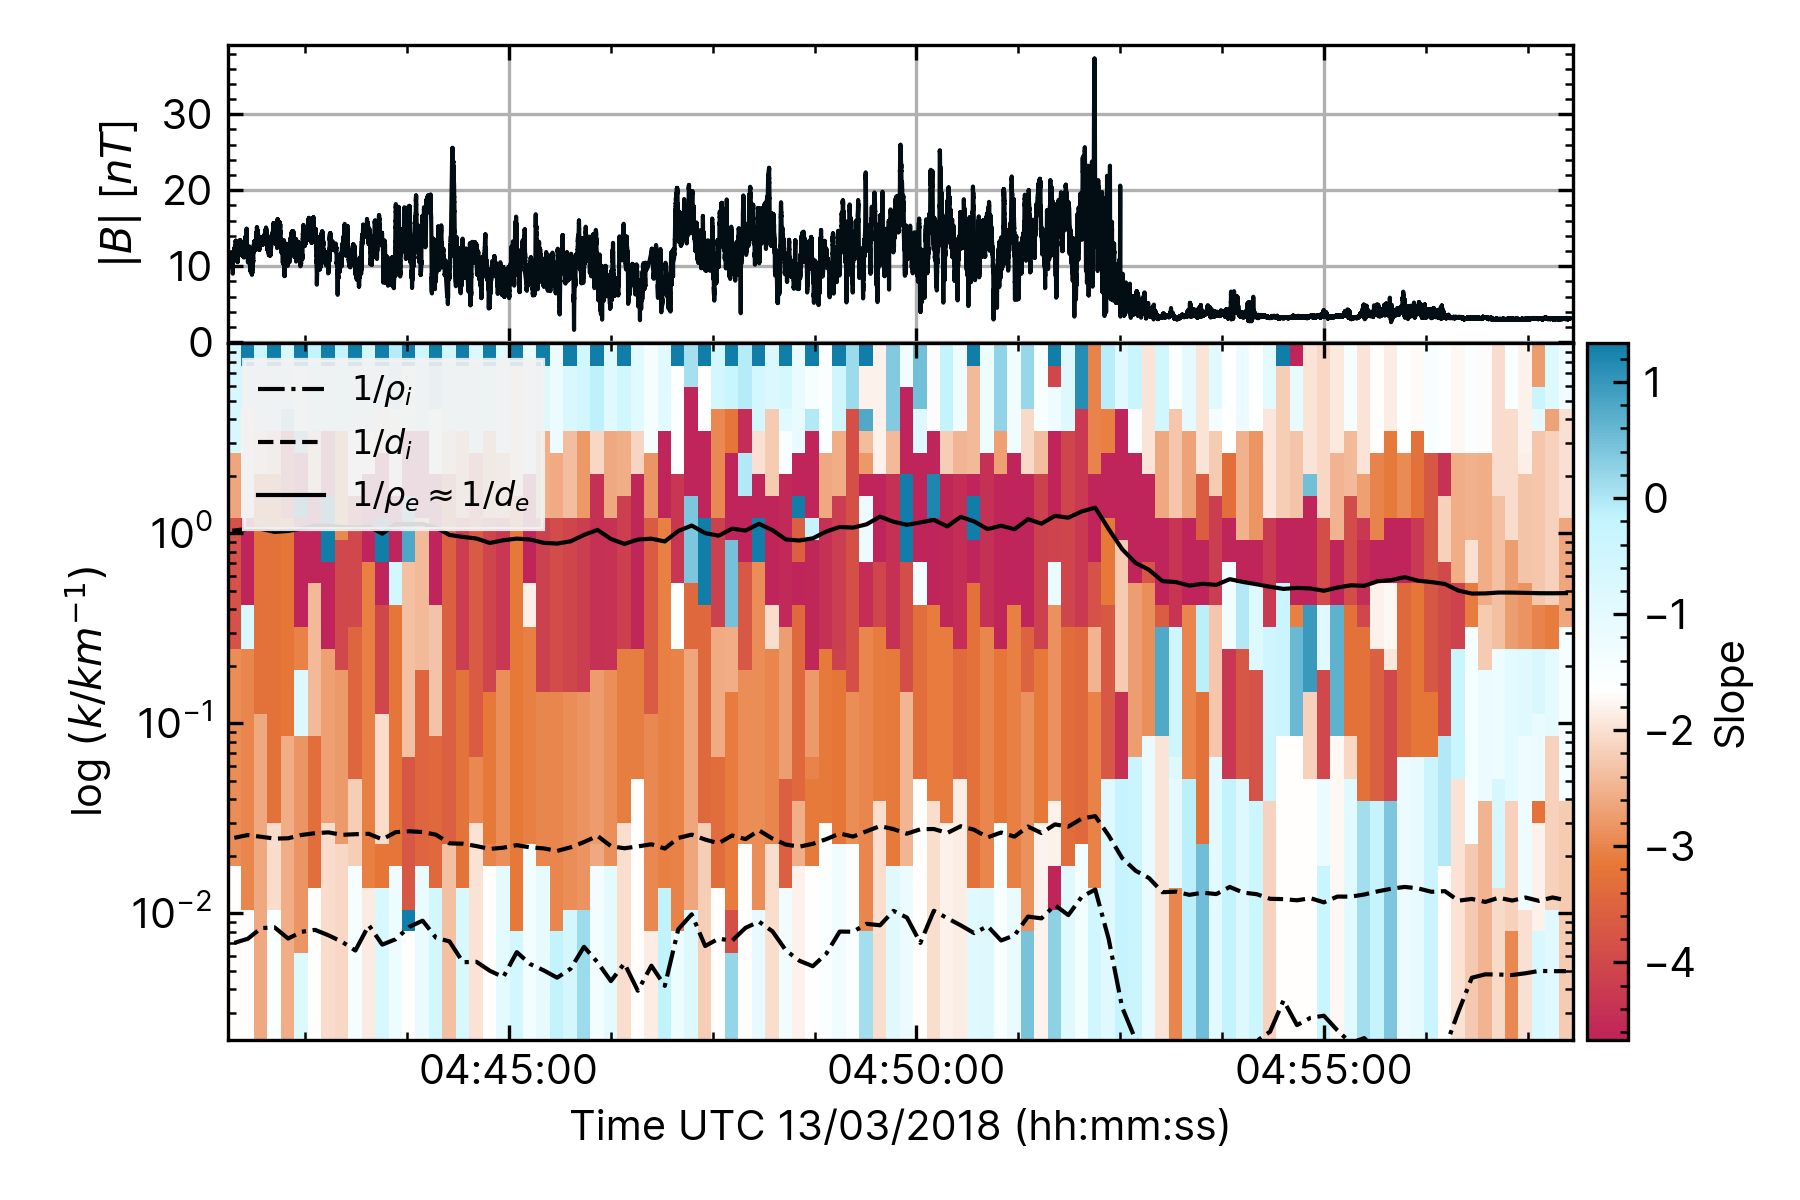 |B| [nT]
30
20
10
0
1/ρᵢ
1/dᵢ
1/ρₑ ≈ 1/dₑ
log (k/km⁻¹)
10⁰
10⁻¹
10⁻²
1
0
−1
−2
−3
−4
Slope
04:45:00
04:50:00
04:55:00
Time UTC 13/03/2018 (hh:mm:ss)